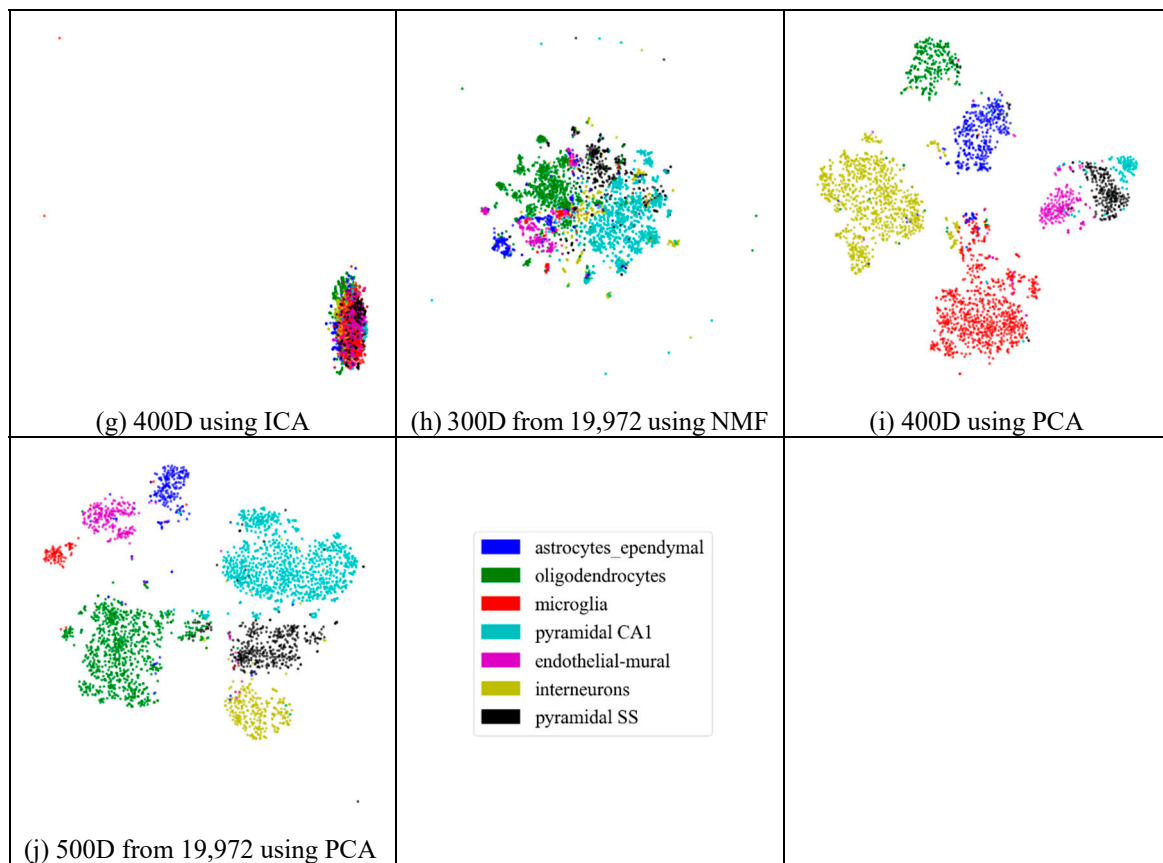 (g) 400D using ICA
(h) 300D from 19,972 using NMF
(i) 400D using PCA
astrocytes_ependymal
oligodendrocytes
microglia
pyramidal CA1
endothelial-mural
interneurons
pyramidal SS
(j) 500D from 19,972 using PCA